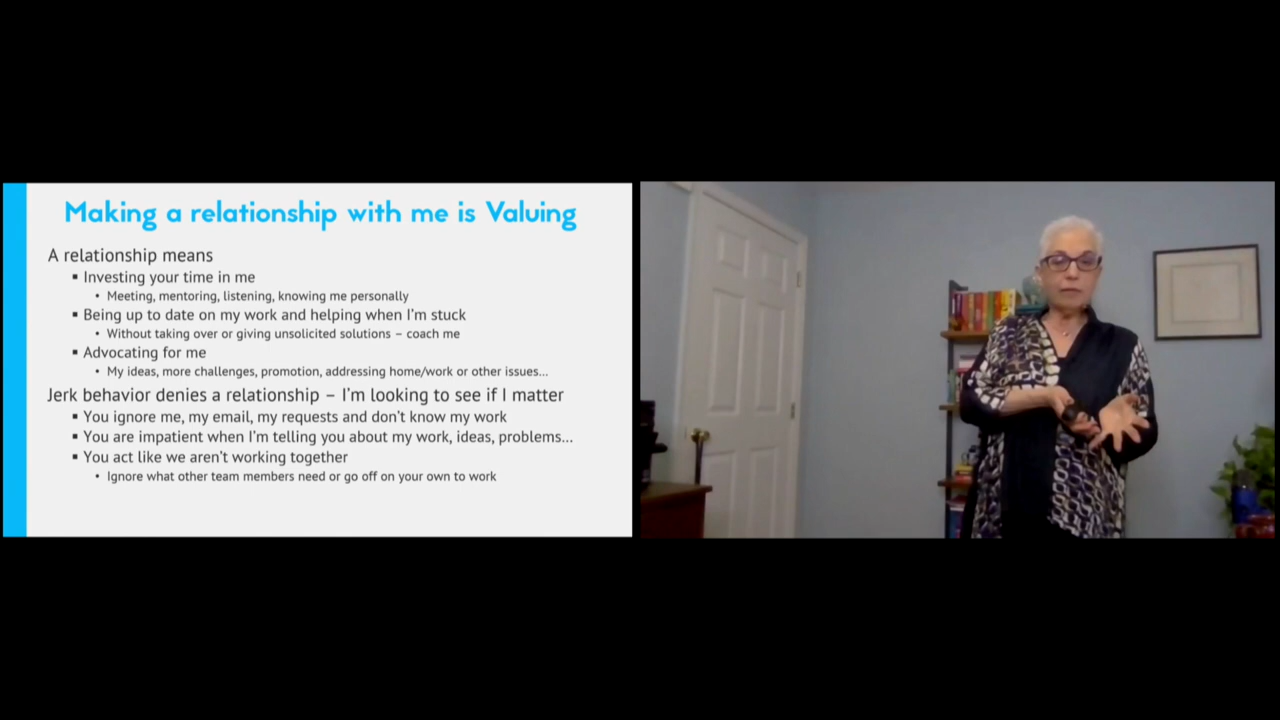 Making a relationship with me is Valuing
A relationship means
▪ Investing your time in me
• Meeting, mentoring, listening, knowing me personally
▪ Being up to date on my work and helping when I'm stuck
• Without taking over or giving unsolicited solutions – coach me
▪ Advocating for me
• My ideas, more challenges, promotion, addressing home/work or other issues...
Jerk behavior denies a relationship – I'm looking to see if I matter
▪ You ignore me, my email, my requests and don't know my work
▪ You are impatient when I'm telling you about my work, ideas, problems...
▪ You act like we aren't working together
• Ignore what other team members need or go off on your own to work